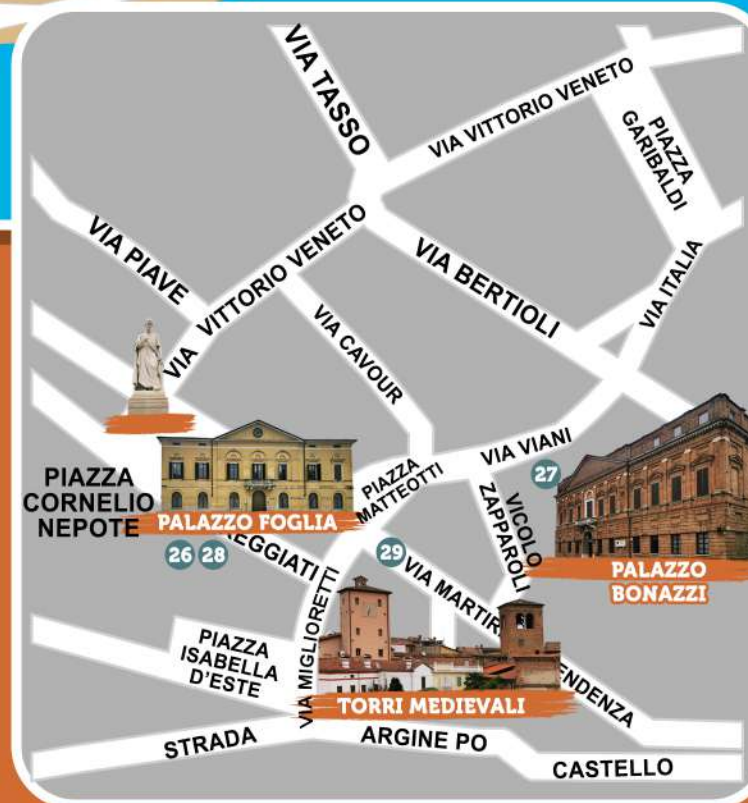 VIA TASSO
VIA VITTORIO VENETO
PIAZZA
GARIBALDI
VIA PIAVE
VIA VITTORIO VENETO
VIA BERTIOLI
VIA ITALIA
VIA CAVOUR
PIAZZA
MATTEOTTI
VIA VIANI
27
VICOLO
ZAPPAROLI
PIAZZA
CORNELIO
NEPOTE
PALAZZO FOGLIA
26 28
EGGIATI
29
VIA MARTIRI
ENDENZA
PALAZZO
BONAZZI
VIA MIGLIORETTI
PIAZZA
ISABELLA
D'ESTE
TORRI MEDIEVALI
STRADA
ARGINE PO
CASTELLO